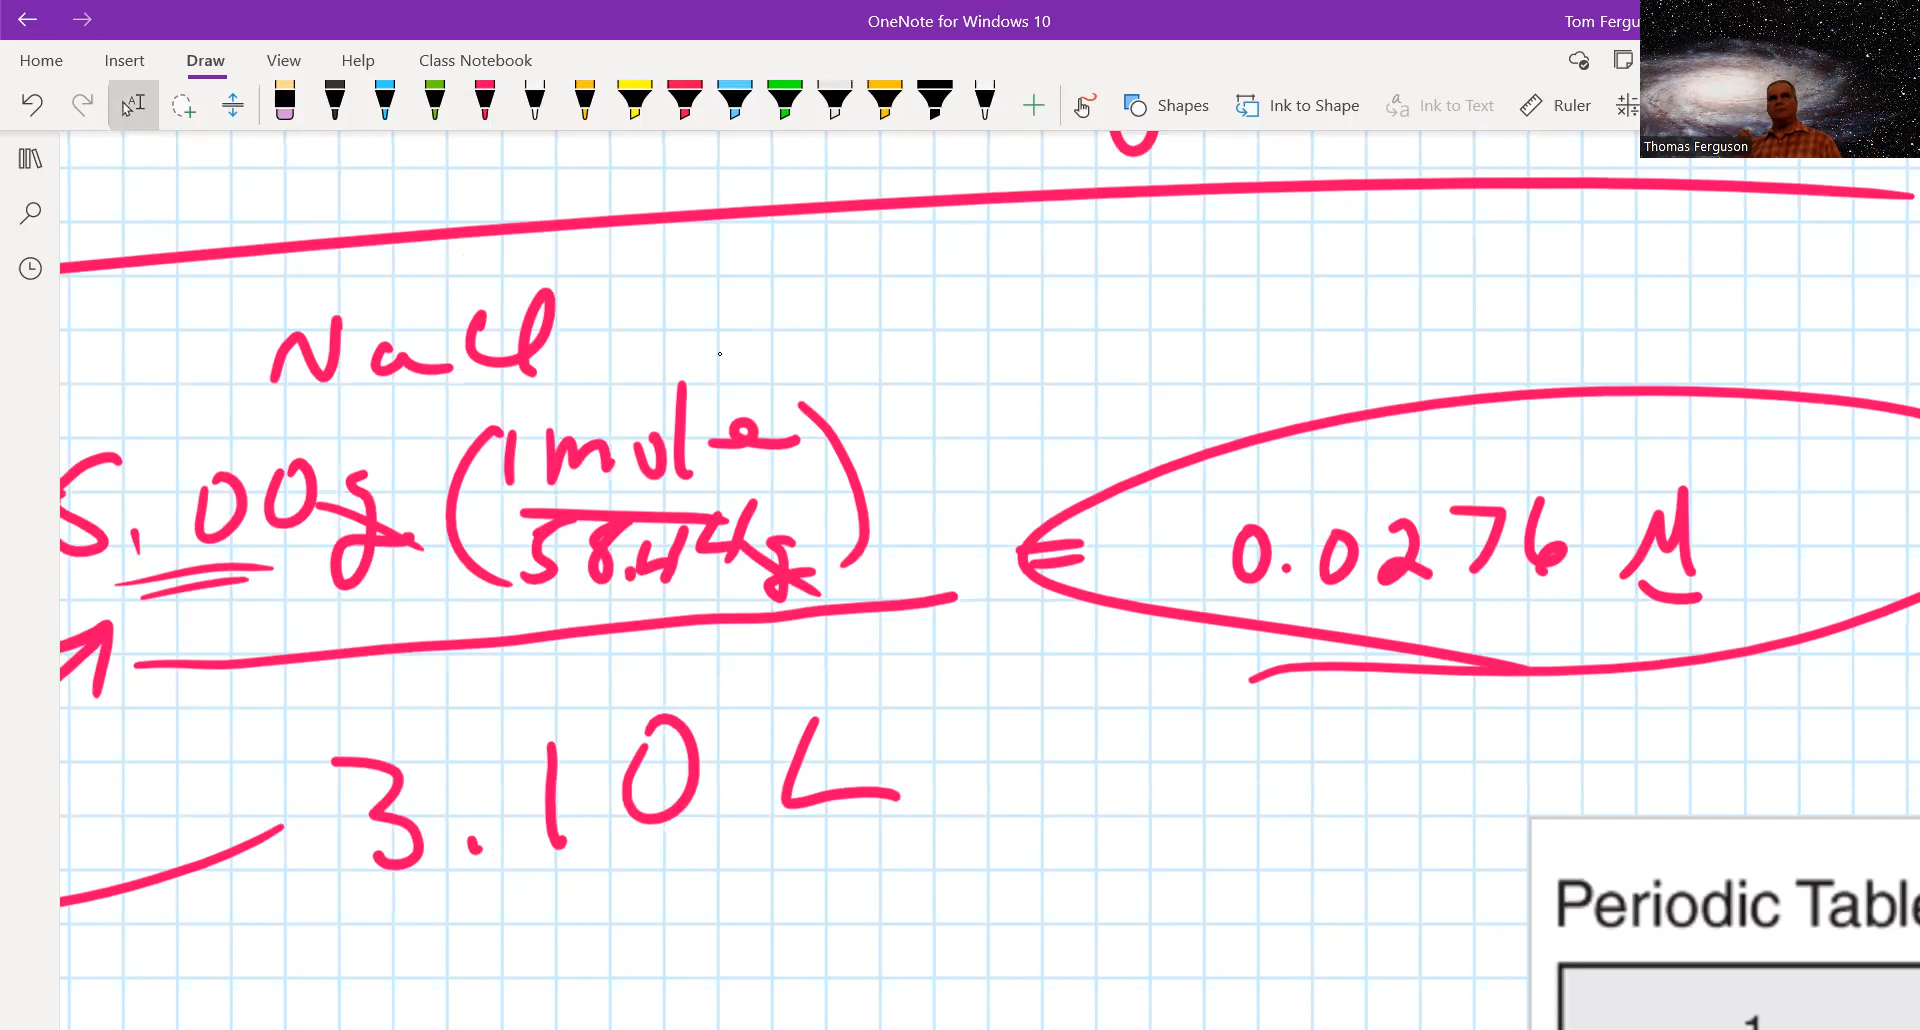 OneNote for Windows 10
Tom Fergu
Home Insert Draw View Help Class Notebook
Shapes Ink to Shape Ink to Text Ruler
Thomas Ferguson
NaCl
5.00g (1 mole / 58.44g)
= 0.0276 M
3.10 L
Periodic Table
1